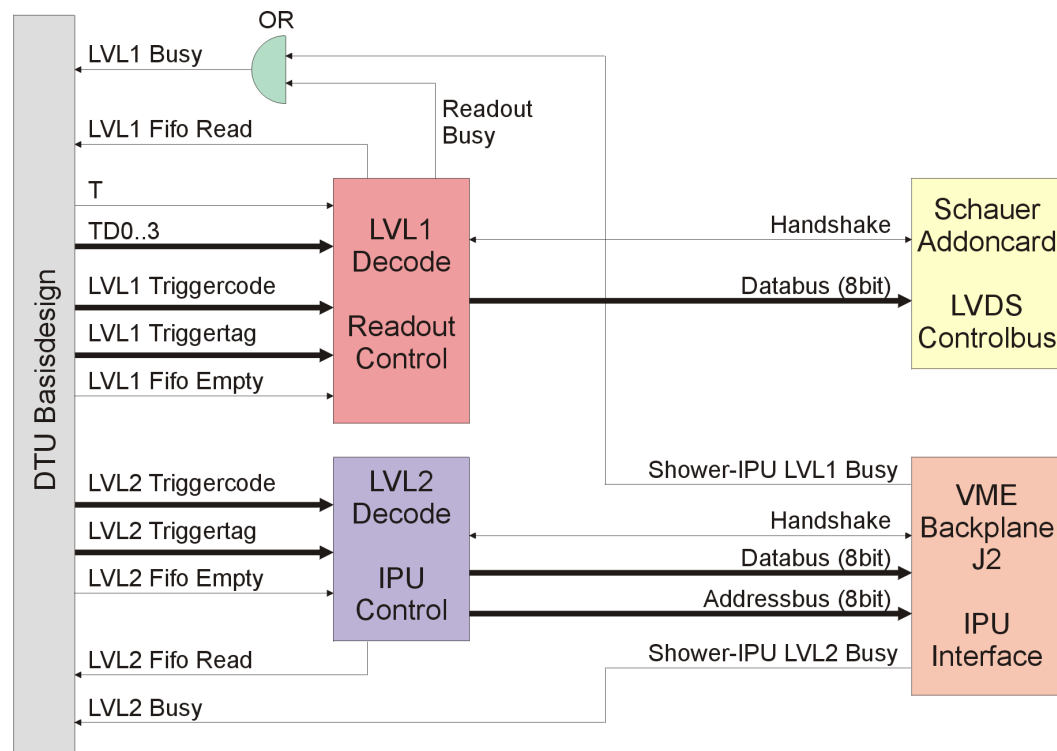 OR
LVL1 Busy
Readout
Busy
LVL1 Fifo Read
T
TD0..3
LVL1 Triggercode
LVL1 Triggertag
LVL1 Fifo Empty
LVL1
Decode
Readout
Control
Handshake
Databus (8bit)
Schauer
Addoncard
LVDS
Controlbus
DTU Basisdesign
LVL2 Triggercode
LVL2 Triggertag
LVL2 Fifo Empty
LVL2 Fifo Read
LVL2 Busy
LVL2
Decode
IPU
Control
Shower-IPU LVL1 Busy
Handshake
Databus (8bit)
Addressbus (8bit)
Shower-IPU LVL2 Busy
VME
Backplane
J2
IPU
Interface